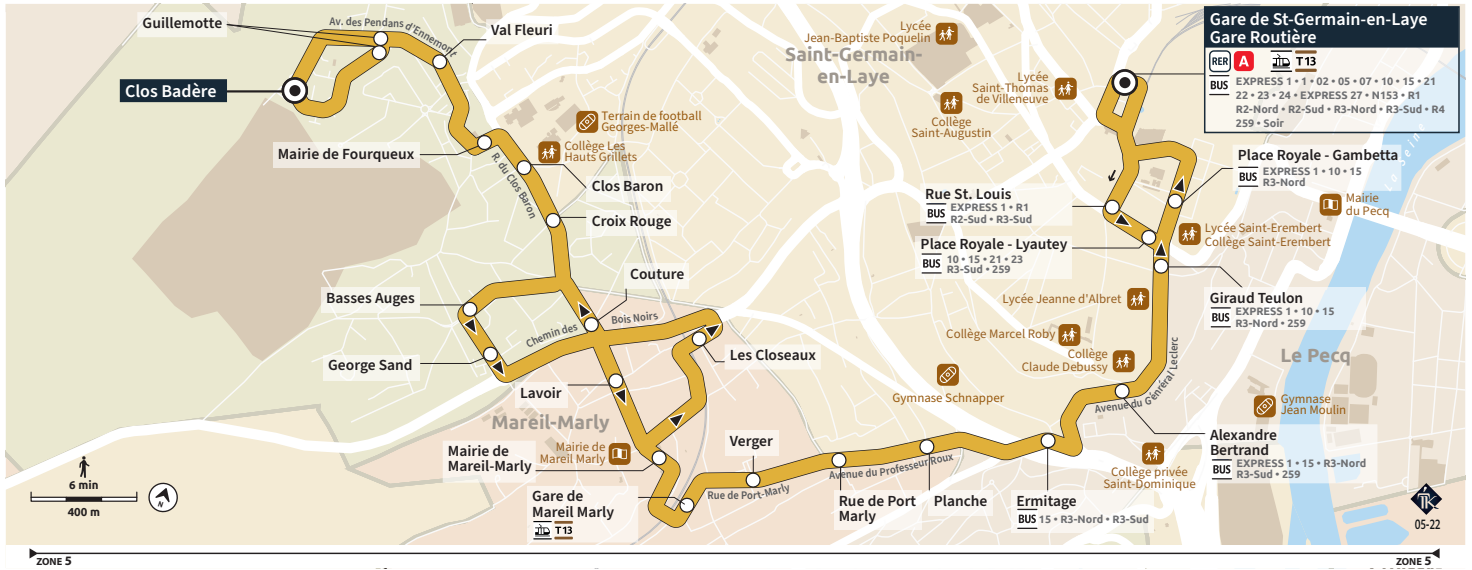 Guillemotte
Av. des Pendans d'Ennemont
Val Fleuri
Clos Badère
Terrain de football
Georges-Mallé
Mairie de Fourqueux
Collège Les
Hauts Grillets
R. du Clos Baron
Clos Baron
Croix Rouge
Couture
Basses Auges
Chemin des Bois Noirs
George Sand
Les Closeaux
Lavoir
Mareil-Marly
Mairie de
Mareil-Marly
Mairie de
Mareil Marly
Verger
Gare de
Mareil Marly
T13
Rue de Port-Marly
Avenue du Professeur Roux
Rue de Port
Marly
Planche
Ermitage
BUS 15 • R3-Nord • R3-Sud
Lycée
Jean-Baptiste Poquelin
Saint-Germain-
en-Laye
Lycée
Saint-Thomas
de Villeneuve
Collège
Saint-Augustin
Gare de St-Germain-en-Laye
Gare Routière
RER A T13
BUS EXPRESS 1 • 1 • 02 • 05 • 07 • 10 • 15 • 21
22 • 23 • 24 • EXPRESS 27 • N153 • R1
R2-Nord • R2-Sud • R3-Nord • R3-Sud • R4
259 • Soir
La Seine
Place Royale - Gambetta
BUS EXPRESS 1 • 10 • 15
R3-Nord
Rue St. Louis
BUS EXPRESS 1 • R1
R2-Sud • R3-Sud
Mairie
du Pecq
Place Royale - Lyautey
BUS 10 • 15 • 21 • 23
R3-Sud • 259
Lycée Saint-Erembert
Collège Saint-Erembert
Giraud Teulon
BUS EXPRESS 1 • 10 • 15
R3-Nord • 259
Lycée Jeanne d'Albret
Collège Marcel Roby
Collège
Claude Debussy
Le Pecq
Gymnase Schnapper
Avenue du Génréral Leclerc
Gymnase
Jean Moulin
Alexandre
Bertrand
BUS EXPRESS 1 • 15 • R3-Nord
R3-Sud • 259
Collège privée
Saint-Dominique
6 min
400 m
N
05-22
ZONE 5
ZONE 5